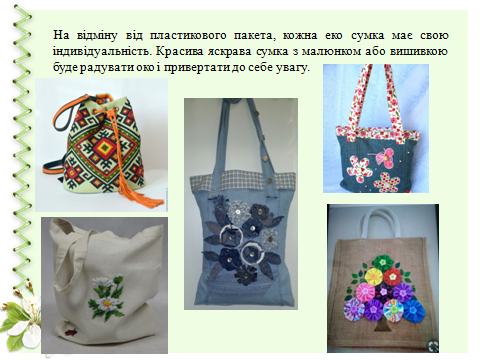 На відміну від пластикового пакета, кожна еко сумка має свою
індивідуальність. Красива яскрава сумка з малюнком або вишивкою
буде радувати око і привертати до себе увагу.